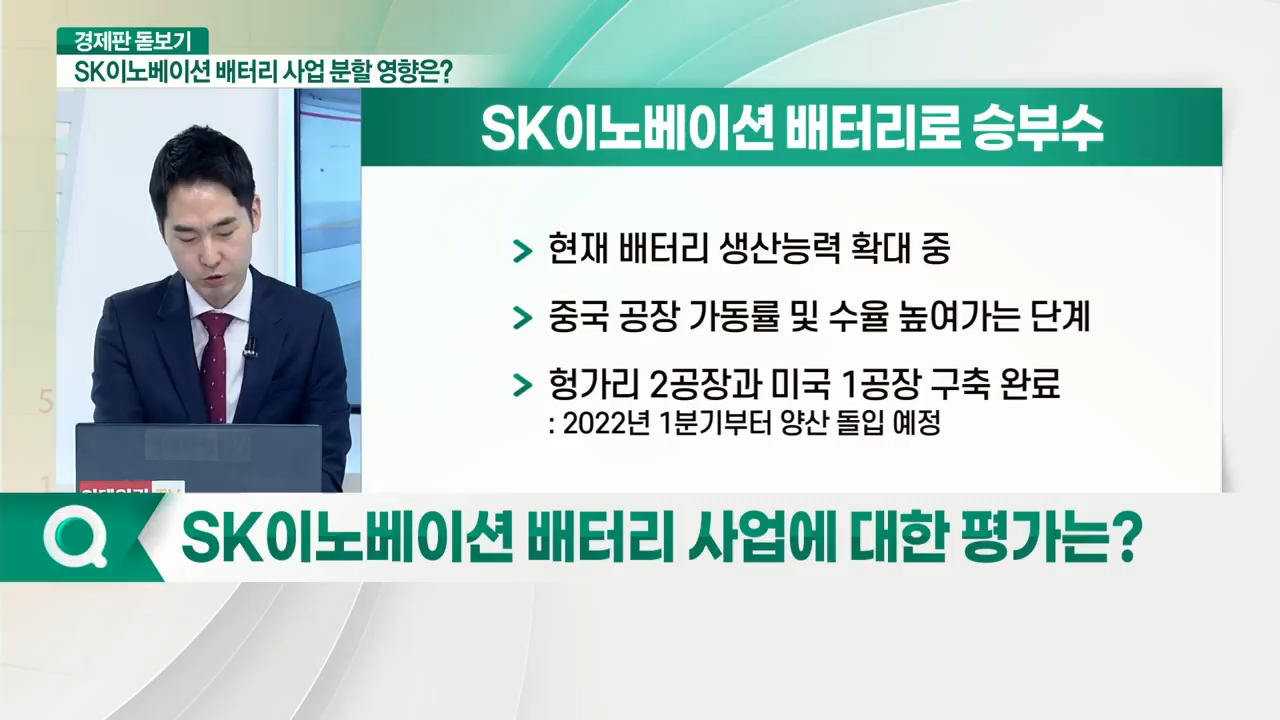 경제판 돋보기
SK이노베이션 배터리 사업 분할 영향은?
SK이노베이션 배터리로 승부수
> 현재 배터리 생산능력 확대 중
> 중국 공장 가동률 및 수율 높여가는 단계
> 헝가리 2공장과 미국 1공장 구축 완료
: 2022년 1분기부터 양산 돌입 예정
5
1
Q SK이노베이션 배터리 사업에 대한 평가는?